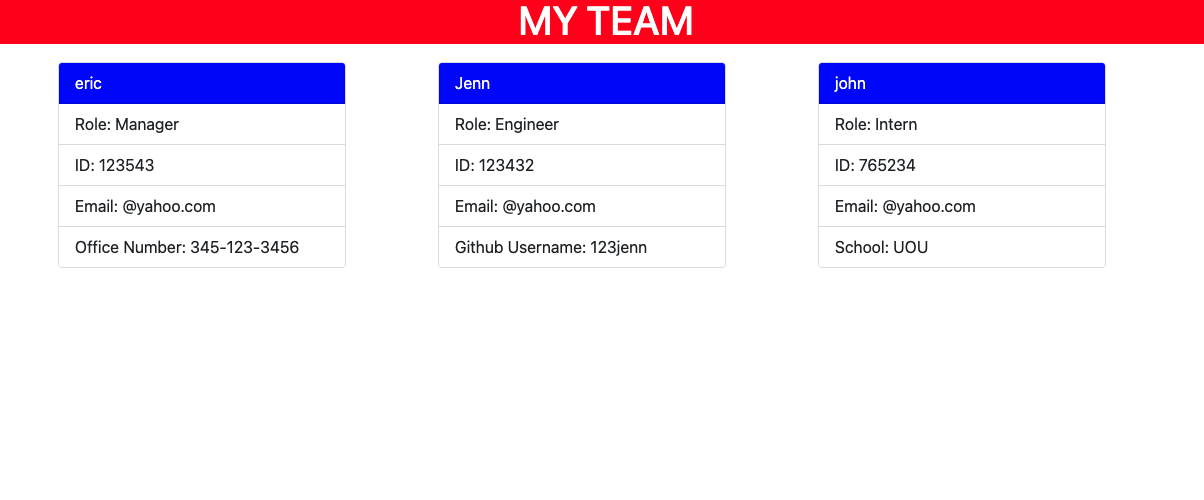 MY TEAM
eric
Role: Manager
ID: 123543
Email: @yahoo.com
Office Number: 345-123-3456
Jenn
Role: Engineer
ID: 123432
Email: @yahoo.com
Github Username: 123jenn
john
Role: Intern
ID: 765234
Email: @yahoo.com
School: UOU